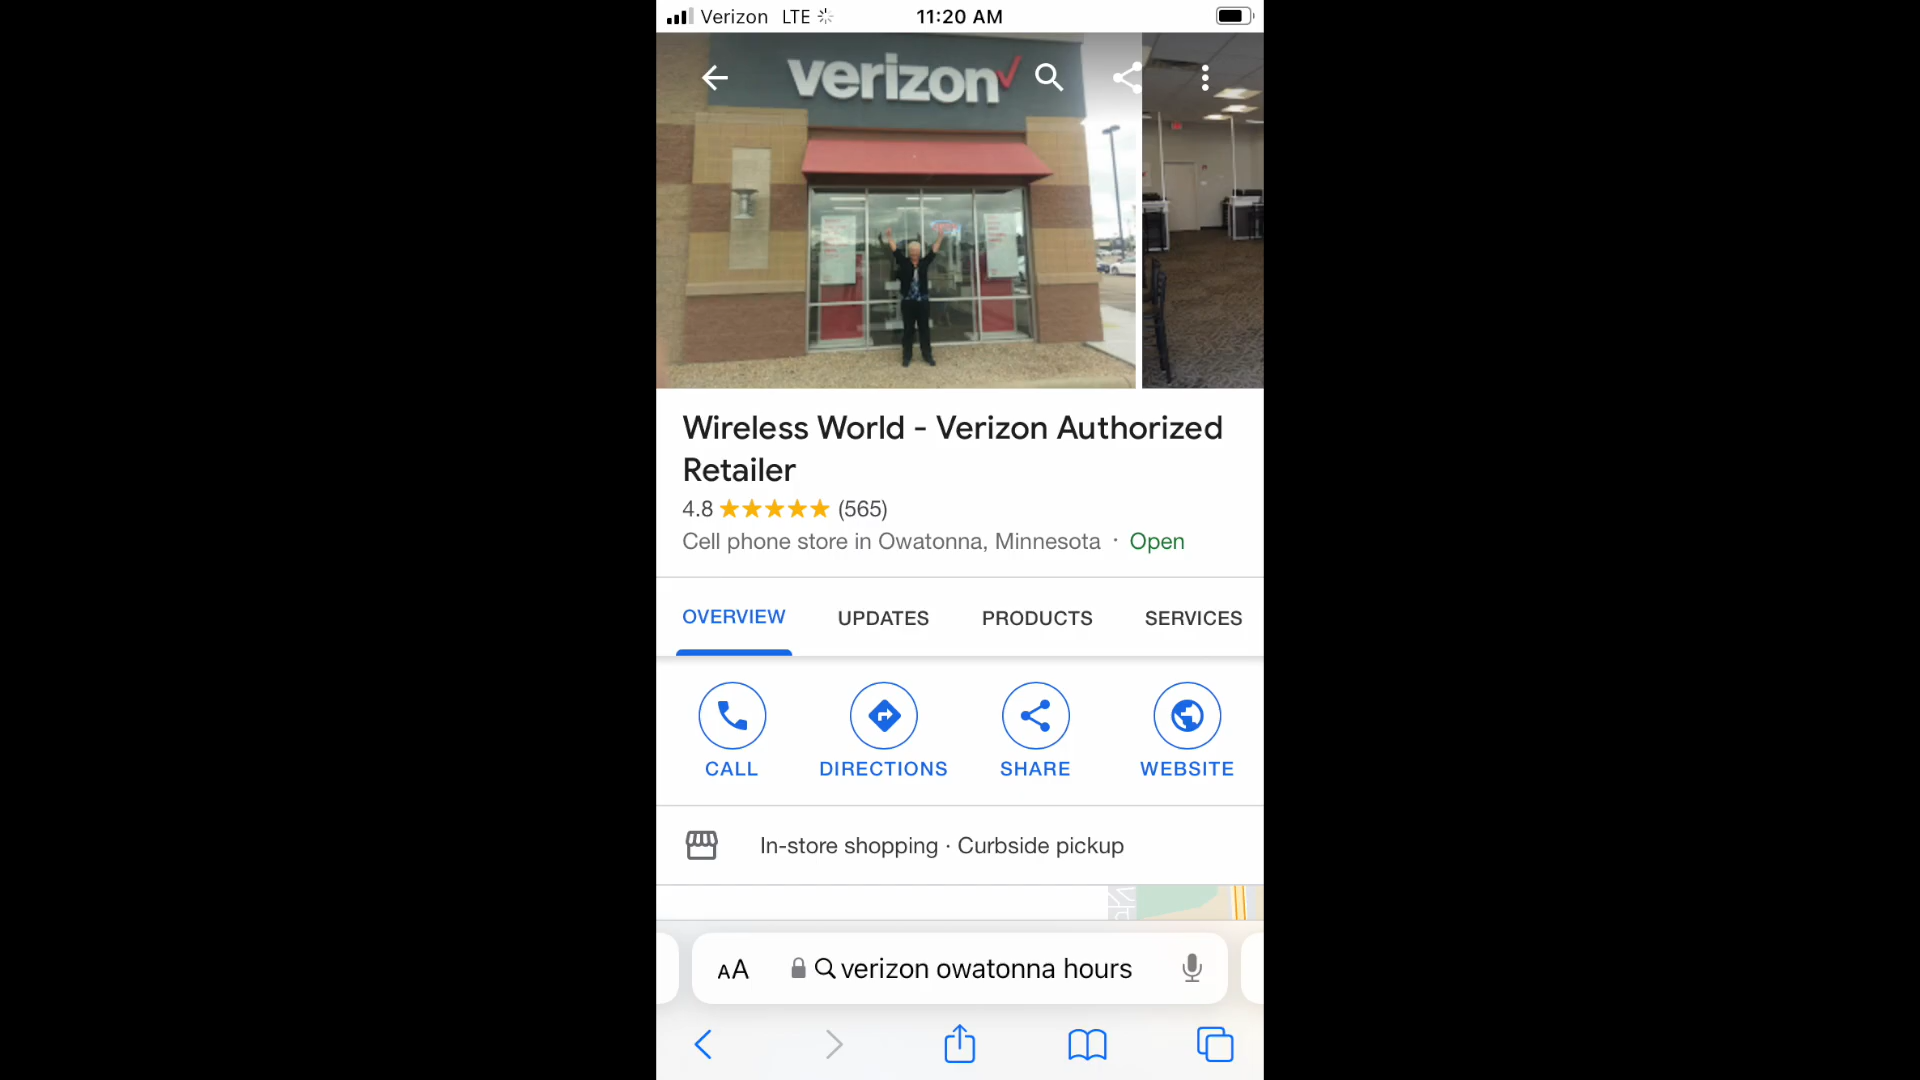 Verizon LTE 11:20 AM
verizon
Wireless World - Verizon Authorized
Retailer
4.8 (565)
Cell phone store in Owatonna, Minnesota · Open
OVERVIEW UPDATES PRODUCTS SERVICES
CALL DIRECTIONS SHARE WEBSITE
In-store shopping · Curbside pickup
AA verizon owatonna hours